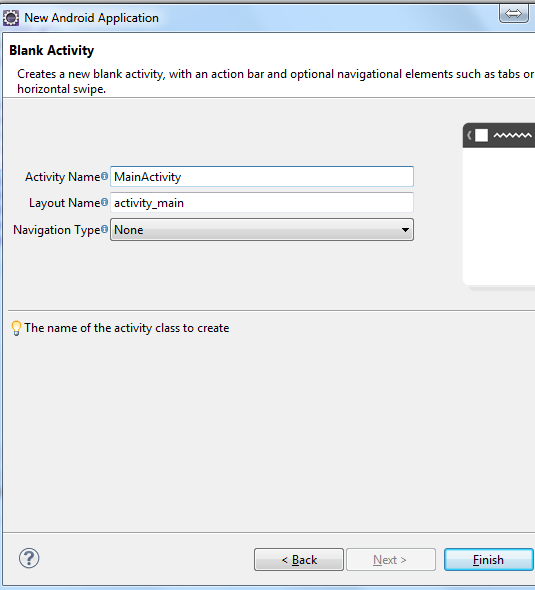 New Android Application
Blank Activity
Creates a new blank activity, with an action bar and optional navigational elements such as tabs or
horizontal swipe.
Activity Name MainActivity
Layout Name activity_main
Navigation Type None
The name of the activity class to create
< Back Next > Finish